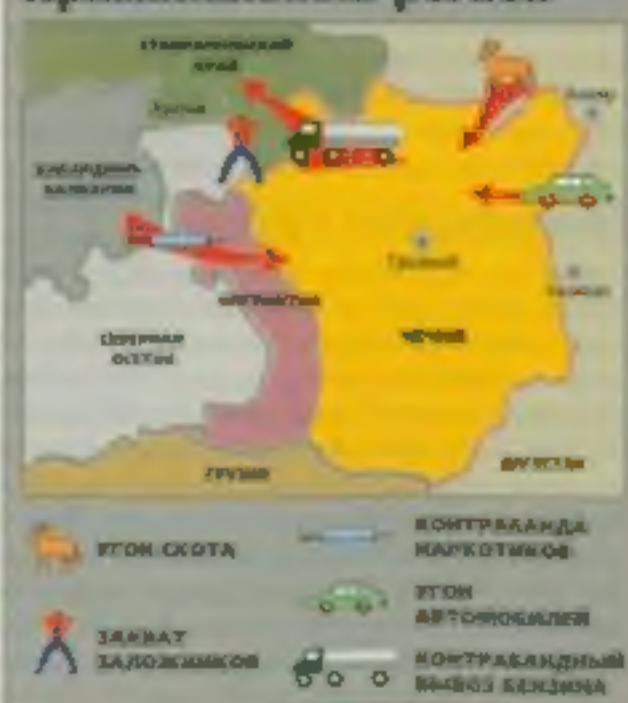 СТАВРОПОЛЬСКИЙ
КРАЙ
КАБАРДИНО-
БАЛКАРИЯ
Грозный
ИНГУШЕТИЯ
ЧЕЧНЯ
СЕВЕРНАЯ
ОСЕТИЯ
ГРУЗИЯ
ДАГЕСТАН
УГОН СКОТА
КОНТРАБАНДА
НАРКОТИКОВ
УГОН
АВТОМОБИЛЕЙ
ЗАХВАТ
ЗАЛОЖНИКОВ
КОНТРАБАНДНЫЙ
ВЫВОЗ БЕНЗИНА